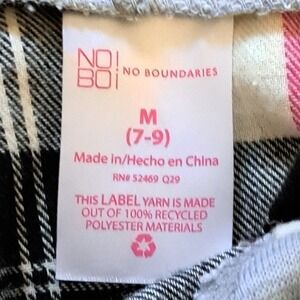 NO!
BO! NO BOUNDARIES
M
(7-9)
Made in/Hecho en China
RN# 52469 Q29
THIS LABEL YARN IS MADE
OUT OF 100% RECYCLED
POLYESTER MATERIALS